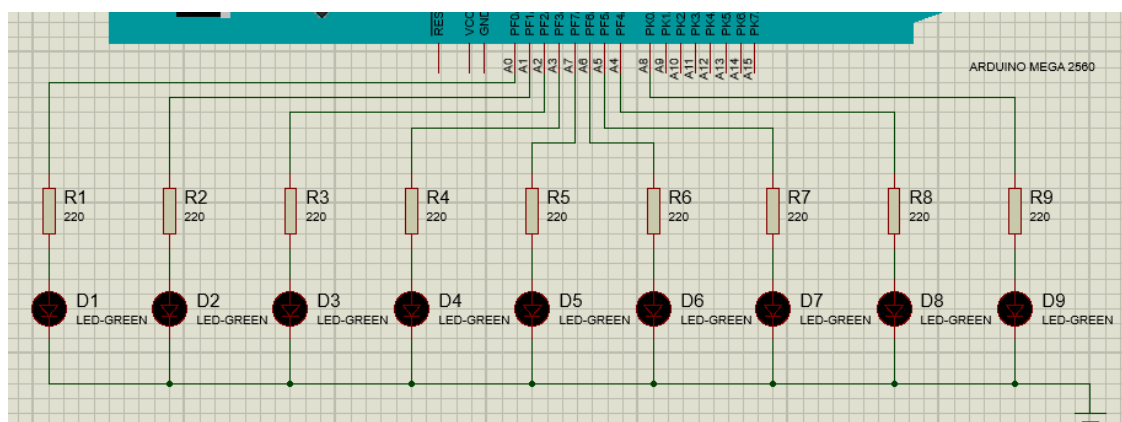 RES
VCC
GND
PF0
PF1
PF2
PF3
PF7
PF6
PF5
PF4
PK0
PK1
PK2
PK3
PK4
PK5
PK6
PK7
A0
A1
A2
A3
A7
A6
A5
A4
A8
A9
A10
A11
A12
A13
A14
A15
ARDUINO MEGA 2560
R1
220
R2
220
R3
220
R4
220
R5
220
R6
220
R7
220
R8
220
R9
220
D1
LED-GREEN
D2
LED-GREEN
D3
LED-GREEN
D4
LED-GREEN
D5
LED-GREEN
D6
LED-GREEN
D7
LED-GREEN
D8
LED-GREEN
D9
LED-GREEN